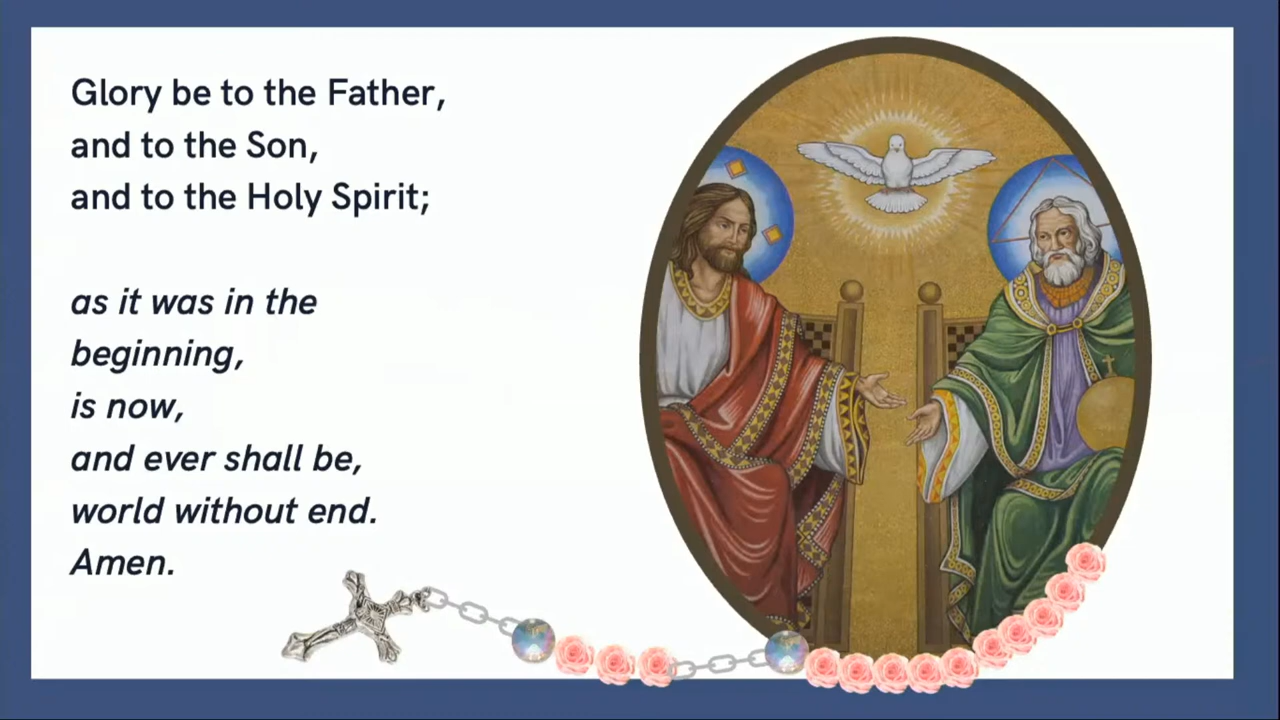 Glory be to the Father,
and to the Son,
and to the Holy Spirit;
as it was in the
beginning,
is now,
and ever shall be,
world without end.
Amen.